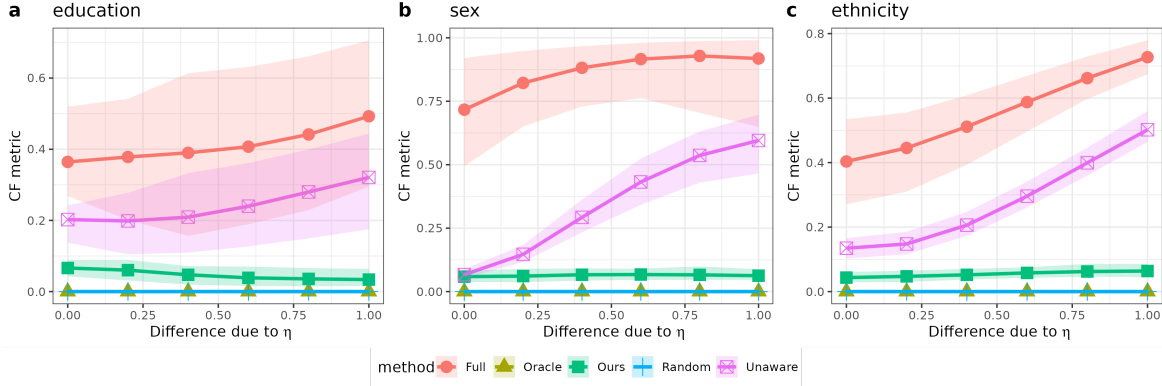 a education
b sex
c ethnicity
CF metric
0.6
0.4
0.2
0.0
0.00 0.25 0.50 0.75 1.00
Difference due to η
CF metric
1.00
0.75
0.50
0.25
0.00
0.00 0.25 0.50 0.75 1.00
Difference due to η
CF metric
0.8
0.6
0.4
0.2
0.0
0.00 0.25 0.50 0.75 1.00
Difference due to η
method Full Oracle Ours Random Unaware